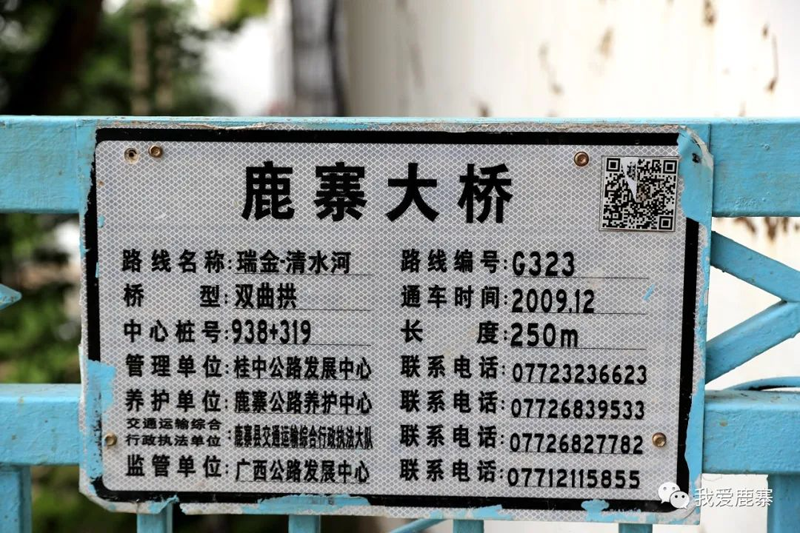 鹿寨大桥
路线名称:瑞金-清水河 路线编号:G323
桥型:双曲拱 通车时间:2009.12
中心桩号:938+319 长度:250m
管理单位:桂中公路发展中心 联系电话:07723236623
养护单位:鹿寨公路养护中心 联系电话:07726839533
交通运输综合
行政执法单位:鹿寨县交通运输综合行政执法大队 联系电话:07726827782
监管单位:广西公路发展中心 联系电话:07712115855
我爱鹿寨